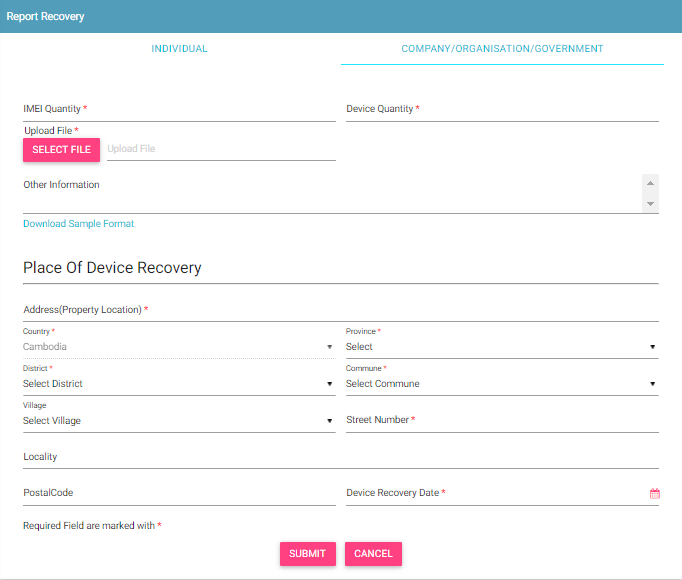 Report Recovery
INDIVIDUAL COMPANY/ORGANISATION/GOVERNMENT
IMEI Quantity * Device Quantity *
Upload File *
SELECT FILE Upload File
Other Information
Download Sample Format
Place Of Device Recovery
Address(Property Location) *
Country * Province *
Cambodia Select
District * Commune *
Select District Select Commune
Village
Select Village Street Number *
Locality
PostalCode Device Recovery Date *
Required Field are marked with *
SUBMIT CANCEL